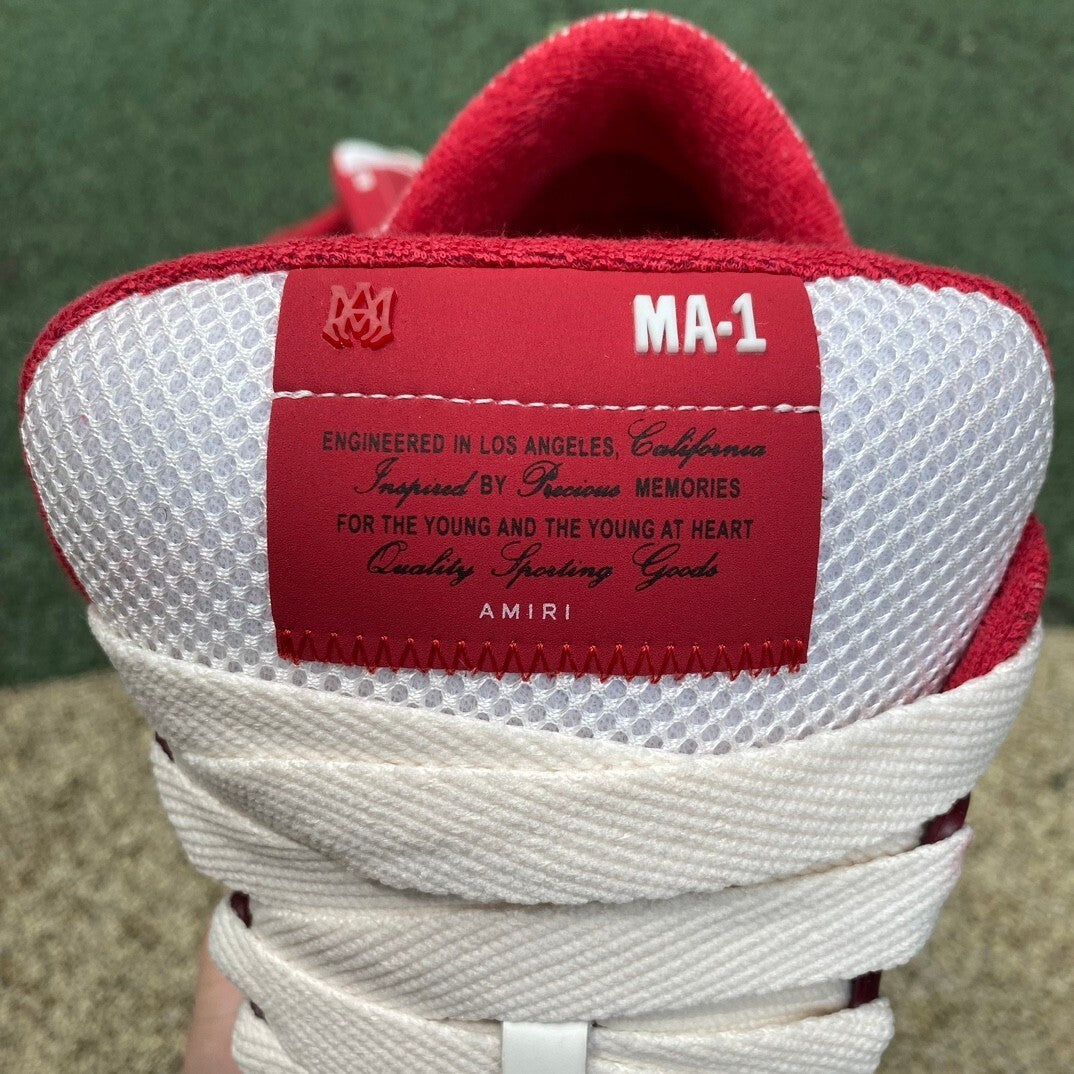 MA-1
ENGINEERED IN LOS ANGELES, California
Inspired BY Precious MEMORIES
FOR THE YOUNG AND THE YOUNG AT HEART
Quality Sporting Goods
AMIRI